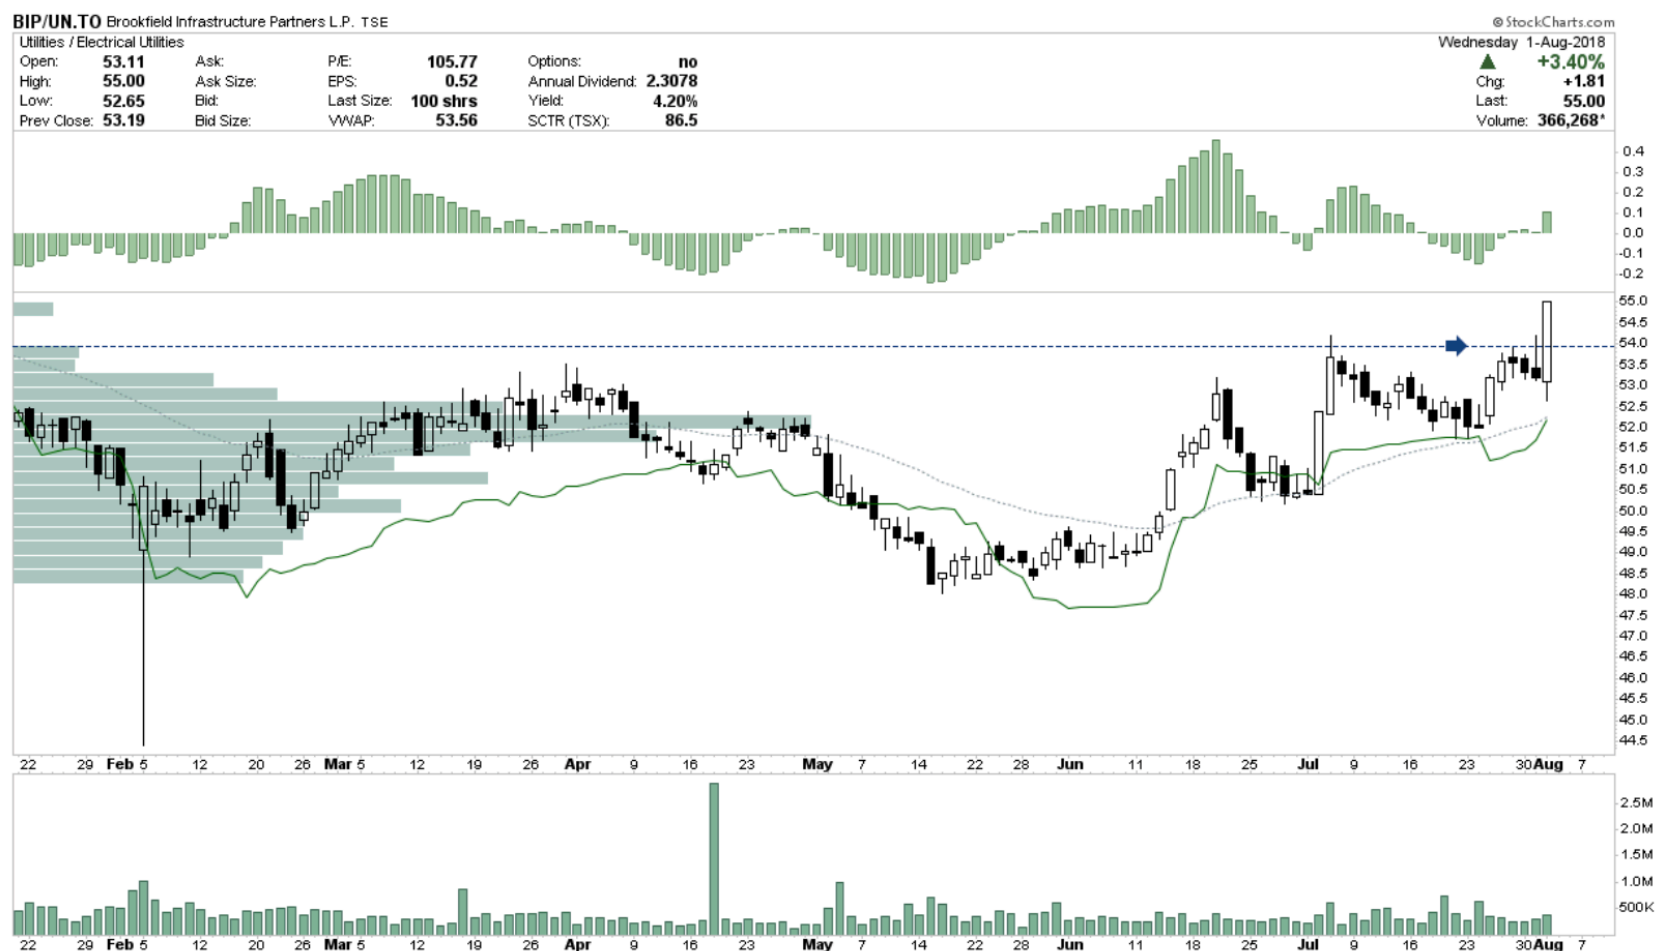 BIP/UN.TO Brookfield Infrastructure Partners L.P. TSE
© StockCharts.com
Utilities / Electrical Utilities
Wednesday 1-Aug-2018
Open: 53.11 Ask: P/E: 105.77 Options: no
+3.40%
High: 55.00 Ask Size: EPS: 0.52 Annual Dividend: 2.3078
Chg: +1.81
Low: 52.65 Bid: Last Size: 100 shrs Yield: 4.20%
Last: 55.00
Prev Close: 53.19 Bid Size: VWAP: 53.56 SCTR (TSX): 86.5
Volume: 366,268*
0.4
0.3
0.2
0.1
0.0
-0.1
-0.2
55.0
54.5
54.0
53.5
53.0
52.5
52.0
51.5
51.0
50.5
50.0
49.5
49.0
48.5
48.0
47.5
47.0
46.5
46.0
45.5
45.0
44.5
22 29 Feb 5 12 20 26 Mar 5 12 19 26 Apr 9 16 23 May 7 14 22 28 Jun 11 18 25 Jul 9 16 23 30 Aug 7
2.5M
2.0M
1.5M
1.0M
500K
22 29 Feb 5 12 20 26 Mar 5 12 19 26 Apr 9 16 23 May 7 14 22 28 Jun 11 18 25 Jul 9 16 23 30 Aug 7